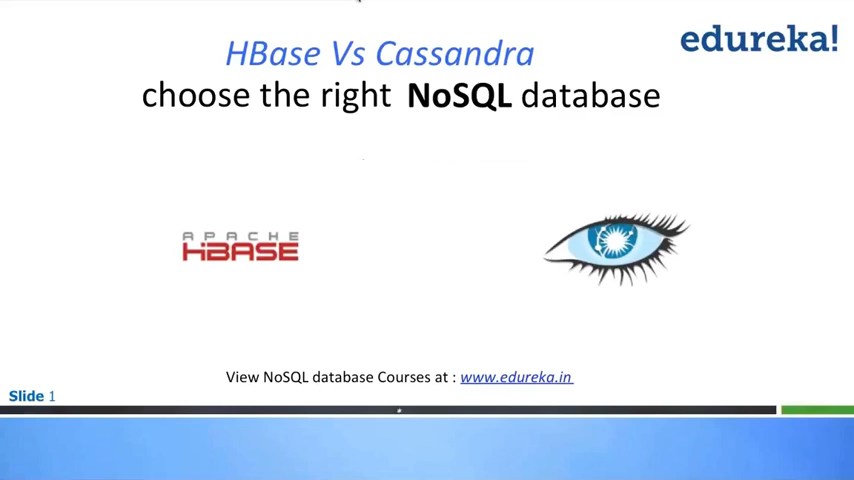 edureka!
HBase Vs Cassandra
choose the right NoSQL database
APACHE
HBASE
View NoSQL database Courses at : www.edureka.in
Slide 1